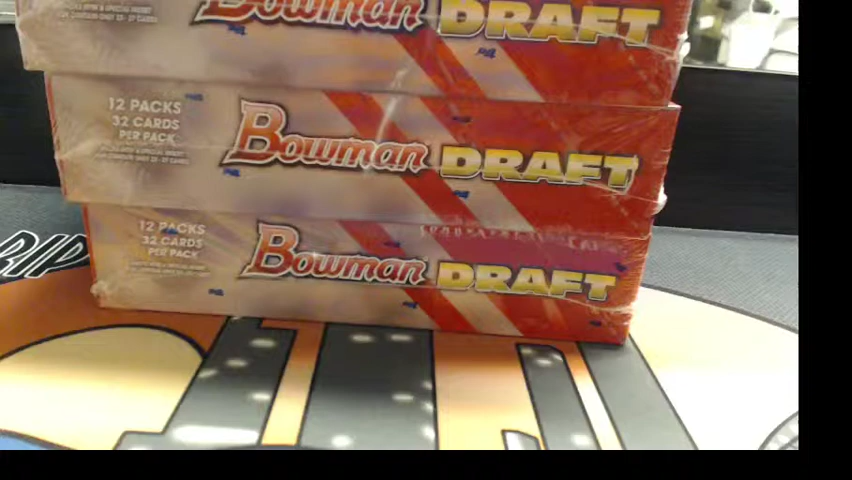 Bowman DRAFT
12 PACKS
32 CARDS
PER PACK
Bowman DRAFT
12 PACKS
32 CARDS
PER PACK
Bowman DRAFT
RIP